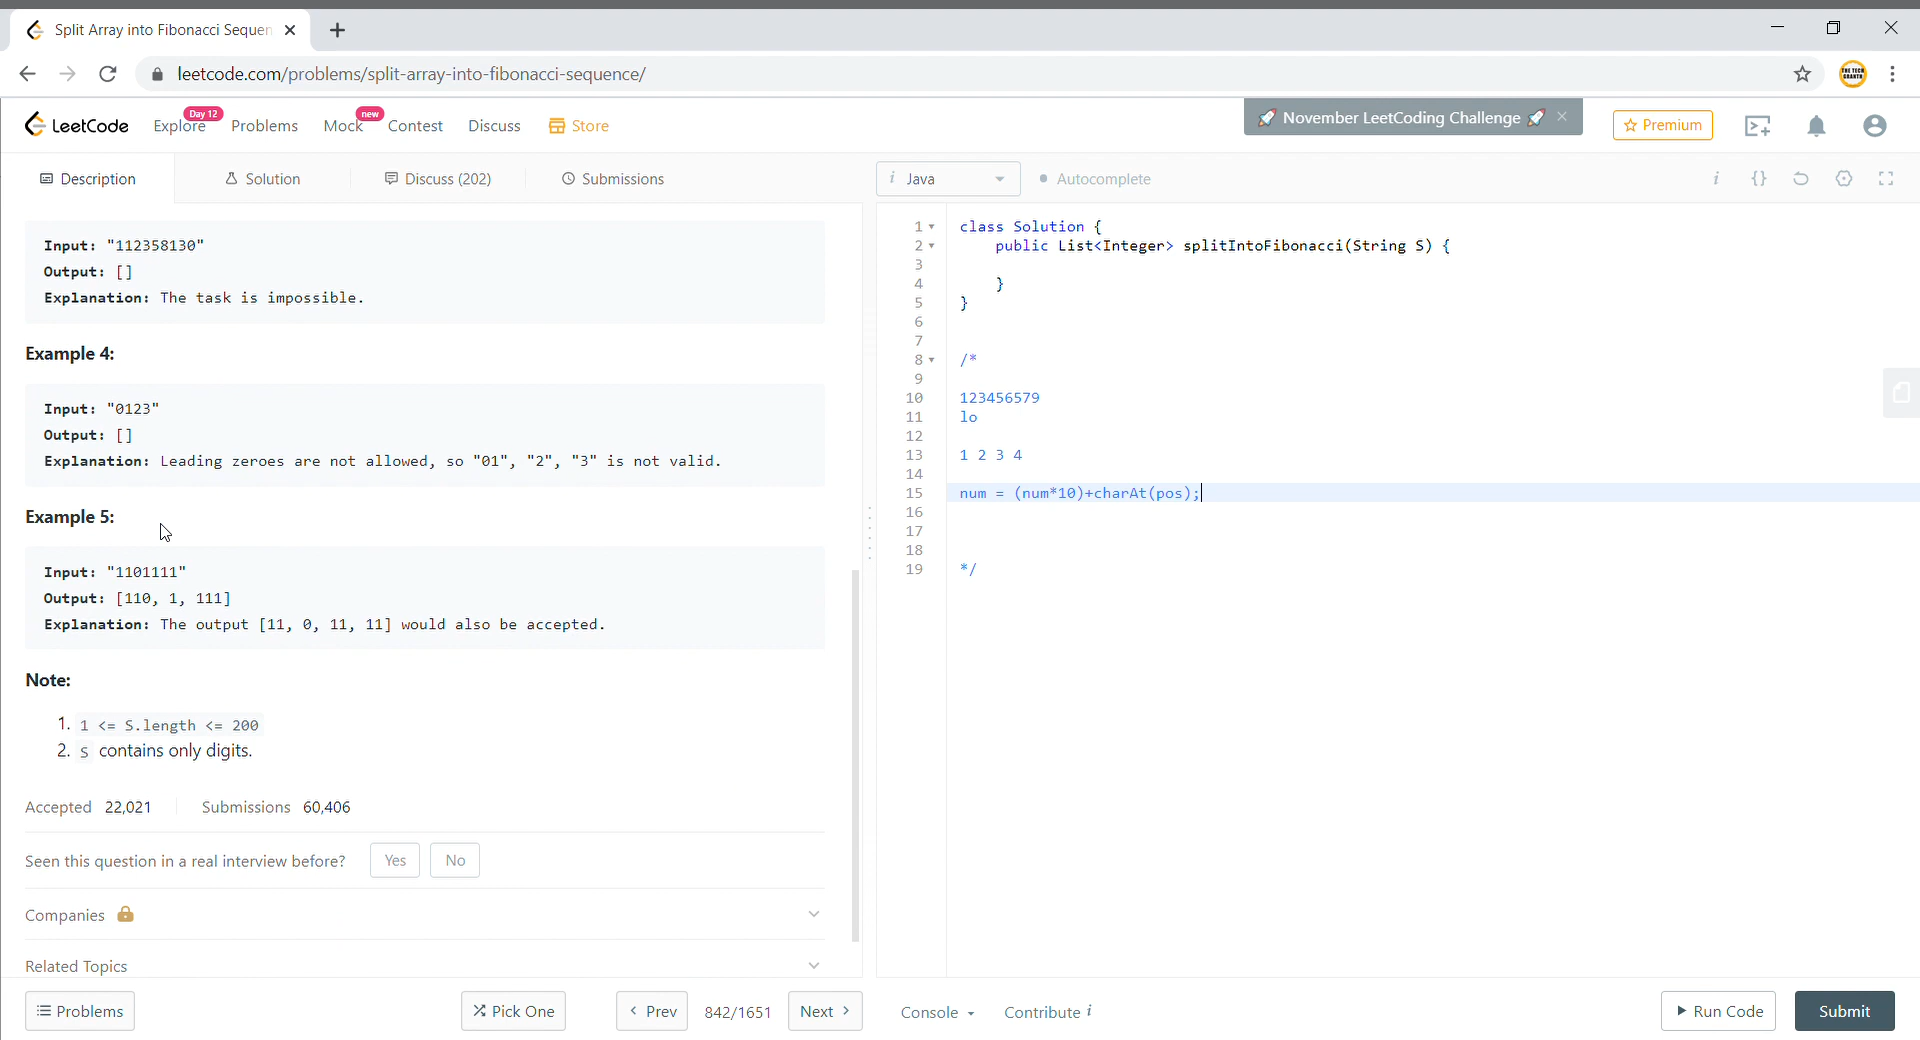 Split Array into Fibonacci Sequen
leetcode.com/problems/split-array-into-fibonacci-sequence/
THE TECH GRANTH
LeetCode
Explore
Day 12
Problems
Mock
new
Contest
Discuss
Store
November LeetCoding Challenge
Premium
Description
Solution
Discuss (202)
Submissions
i Java
Autocomplete
Input: "112358130"
Output: []
Explanation: The task is impossible.
Example 4:
Input: "0123"
Output: []
Explanation: Leading zeroes are not allowed, so "01", "2", "3" is not valid.
Example 5:
Input: "1101111"
Output: [110, 1, 111]
Explanation: The output [11, 0, 11, 11] would also be accepted.
Note:
1. 1 <= S.length <= 200
2. S contains only digits.
Accepted 22,021 Submissions 60,406
Seen this question in a real interview before? Yes No
Companies
Related Topics
1 class Solution {
2 public List<Integer> splitIntoFibonacci(String S) {
3
4 }
5 }
6
7
8 /*
9
10 123456579
11 lo
12
13 1 2 3 4
14
15 num = (num*10)+charAt(pos);
16
17
18
19 */
Problems
Pick One
Prev
842/1651
Next
Console
Contribute i
Run Code
Submit